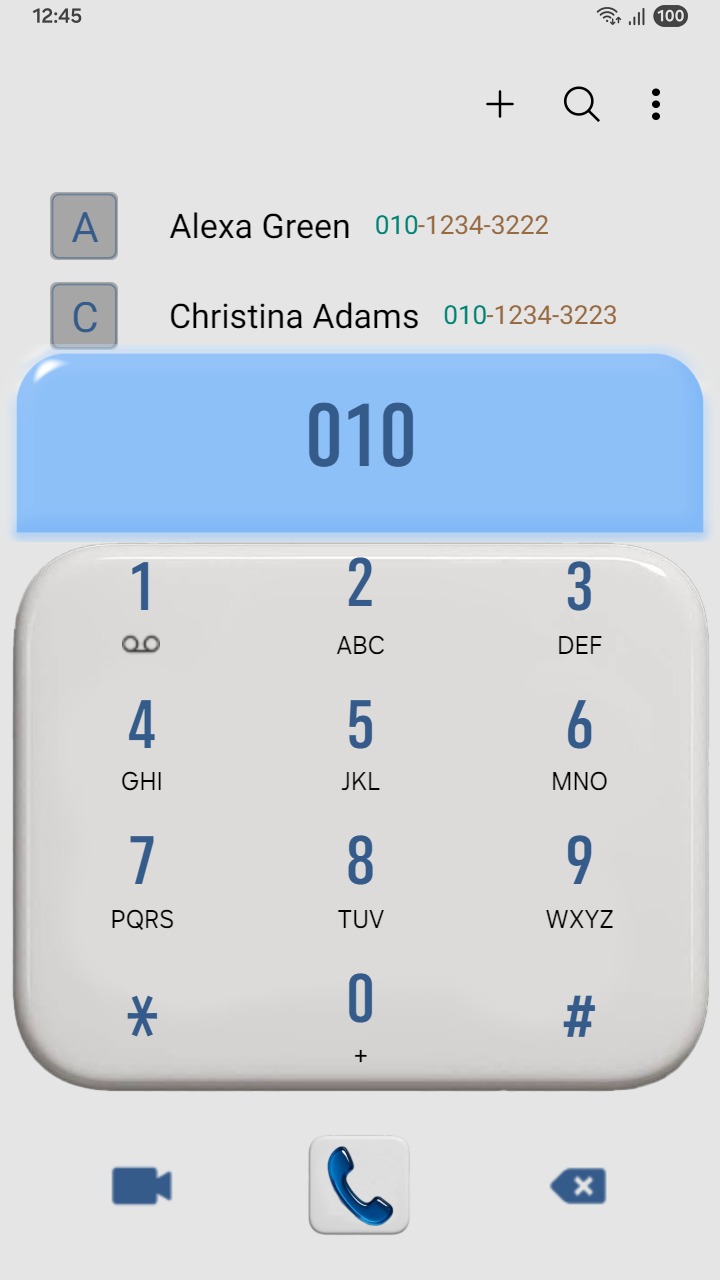 12:45 100
A Alexa Green 010-1234-3222
C Christina Adams 010-1234-3223
010
1 2 3
ABC DEF
4 5 6
GHI JKL MNO
7 8 9
PQRS TUV WXYZ
* 0 #
+